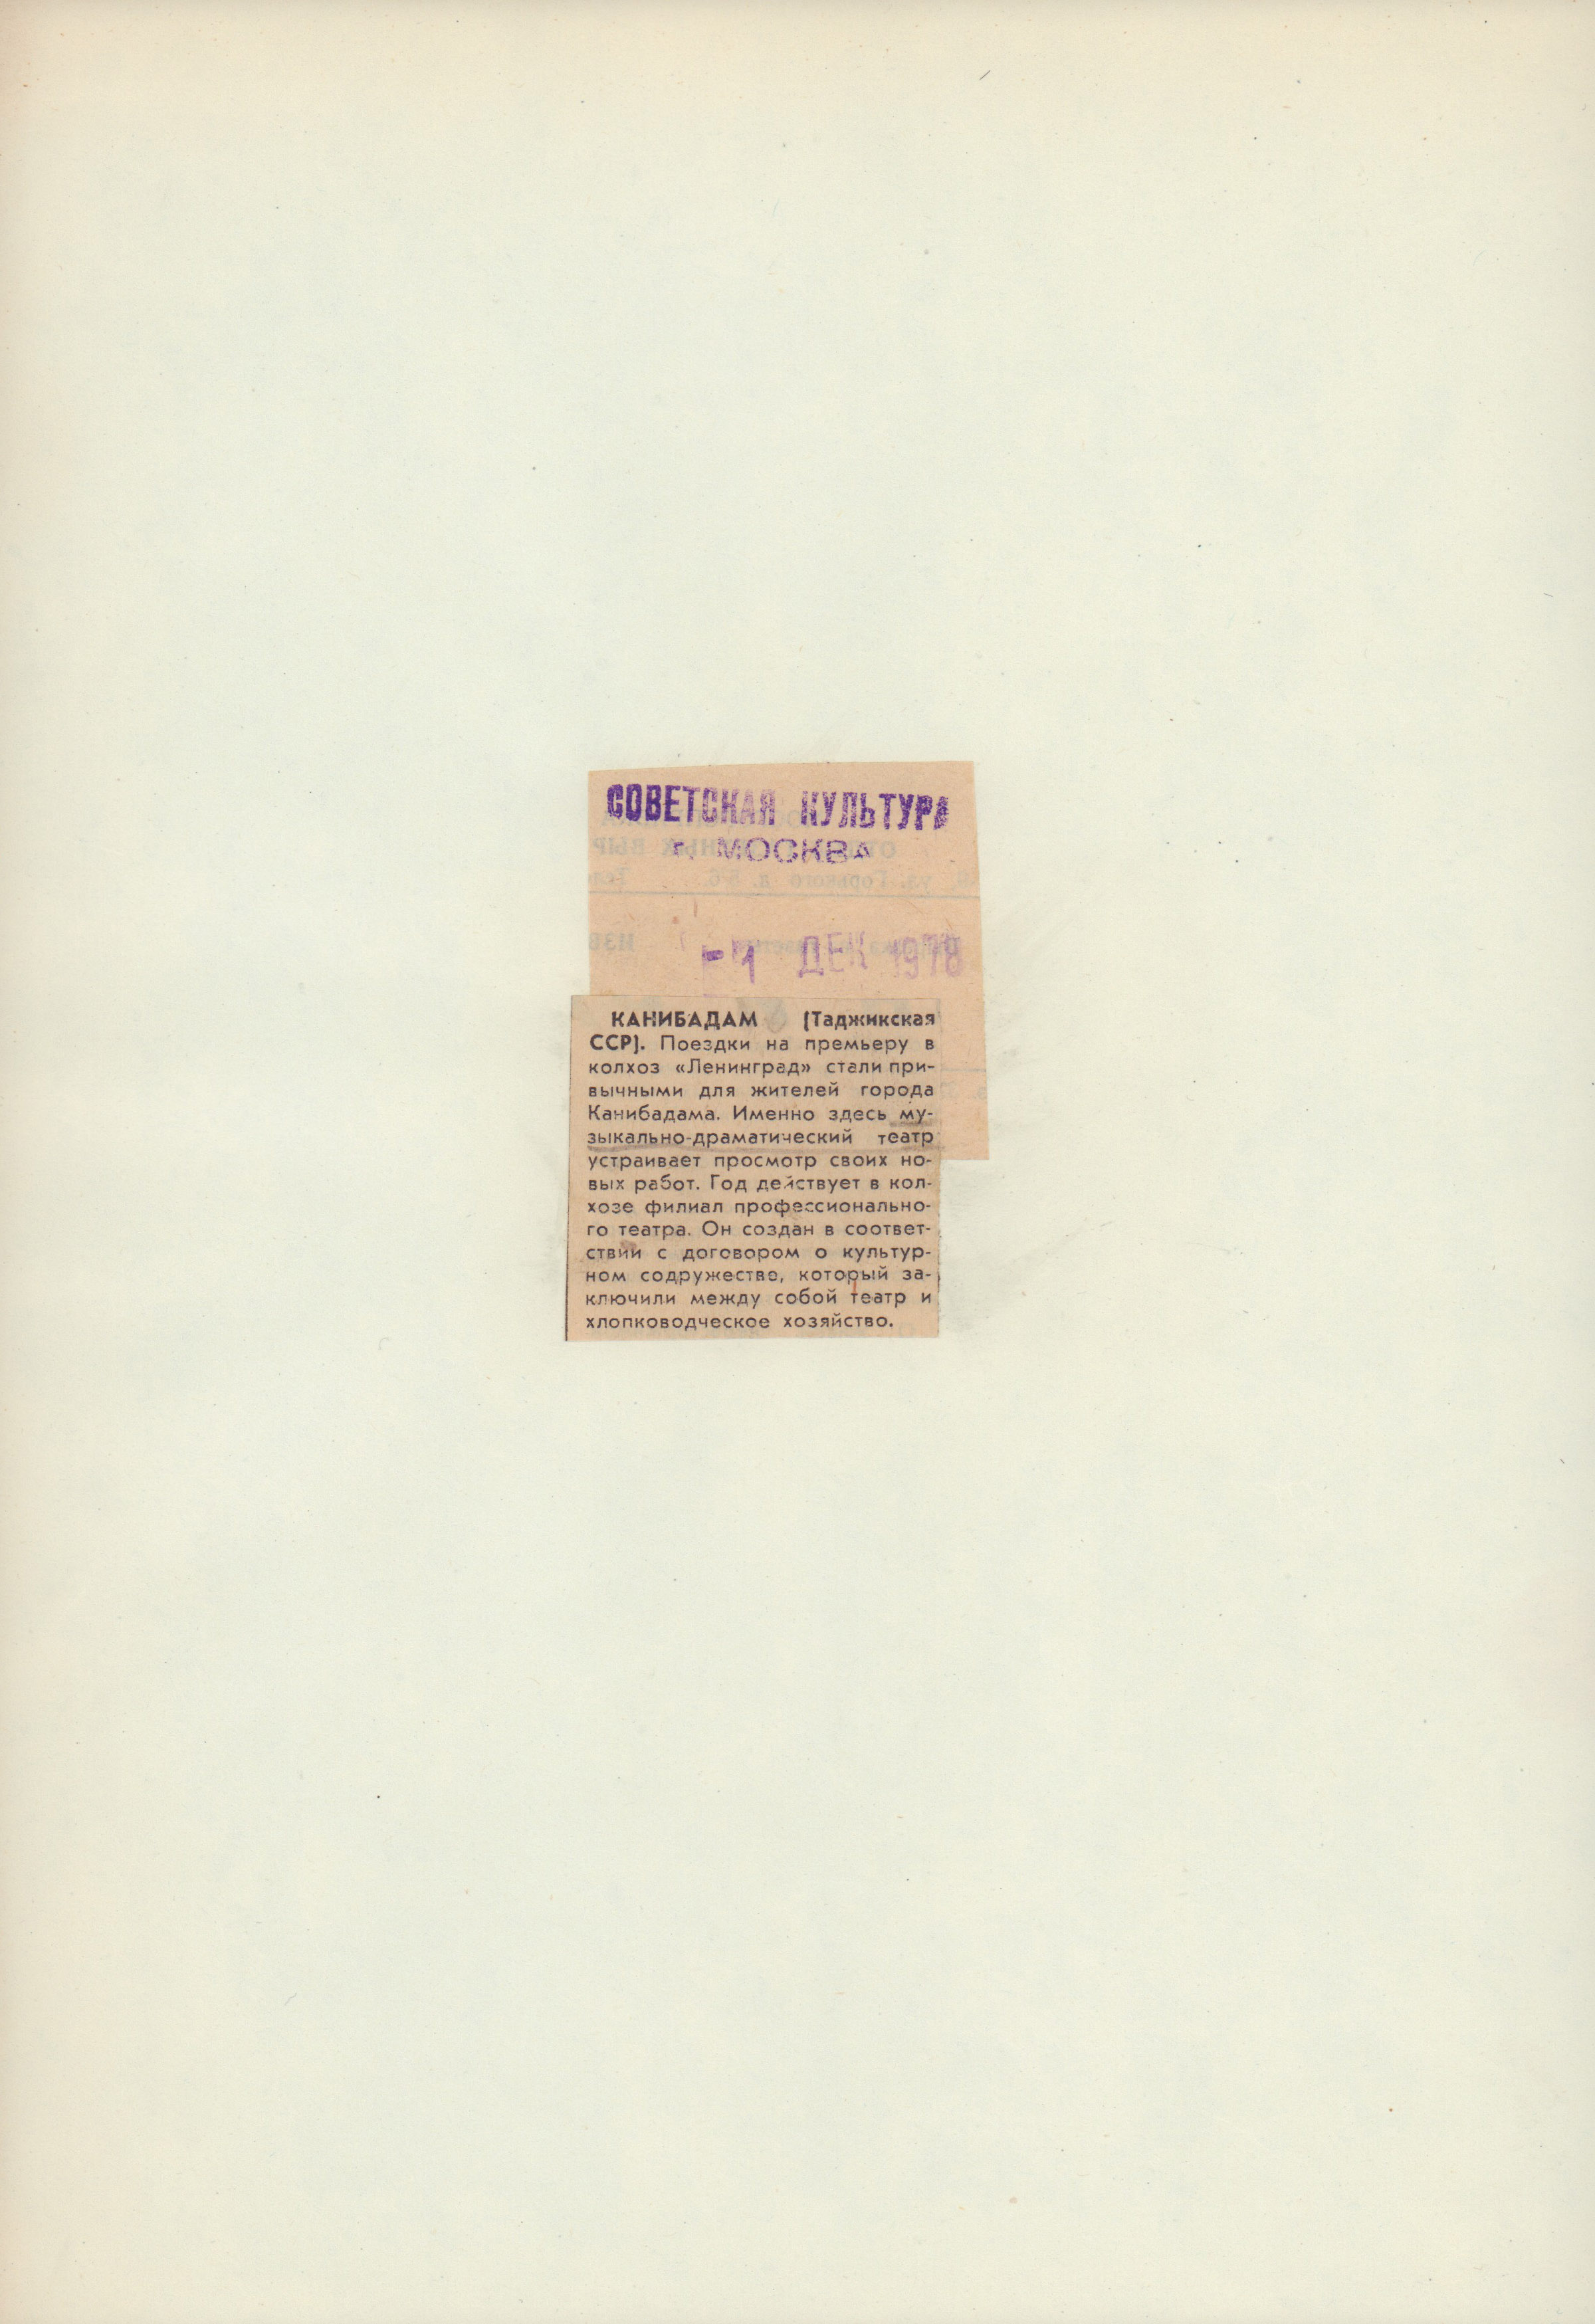 СОВЕТСКАЯ КУЛЬТУРА
г. МОСКВА
-1 ДЕК 1978
КАНИБАДАМ (Таджикская
ССР). Поездки на премьеру в
колхоз «Ленинград» стали при-
вычными для жителей города
Канибадама. Именно здесь му-
зыкально-драматический театр
устраивает просмотр своих но-
вых работ. Год действует в кол-
хозе филиал профессионально-
го театра. Он создан в соответ-
ствии с договором о культур-
ном содружестве, который за-
ключили между собой театр и
хлопководческое хозяйство.